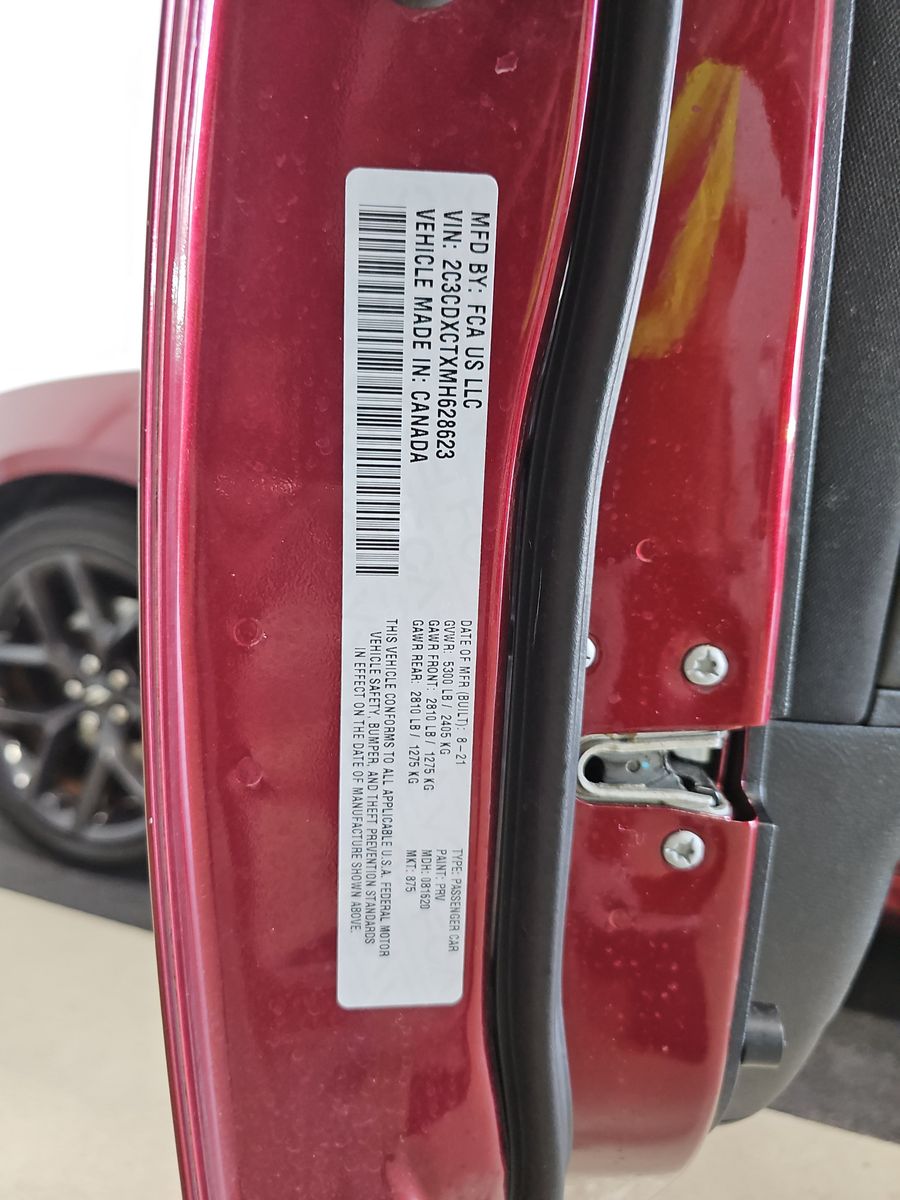 MFD BY: FCA US LLC
VIN: 2C3CDXCTXMH628623
VEHICLE MADE IN: CANADA
DATE OF MFR (BUILT): 8-21
GVWR: 5300 LB / 2405 KG
GAWR FRONT: 2810 LB / 1275 KG
GAWR REAR: 2810 LB / 1275 KG
TYPE: PASSENGER CAR
PAINT: PRV
MDH: 081620
MKT: 875
THIS VEHICLE CONFORMS TO ALL APPLICABLE U.S.A. FEDERAL MOTOR
VEHICLE SAFETY, BUMPER, AND THEFT PREVENTION STANDARDS
IN EFFECT ON THE DATE OF MANUFACTURE SHOWN ABOVE.